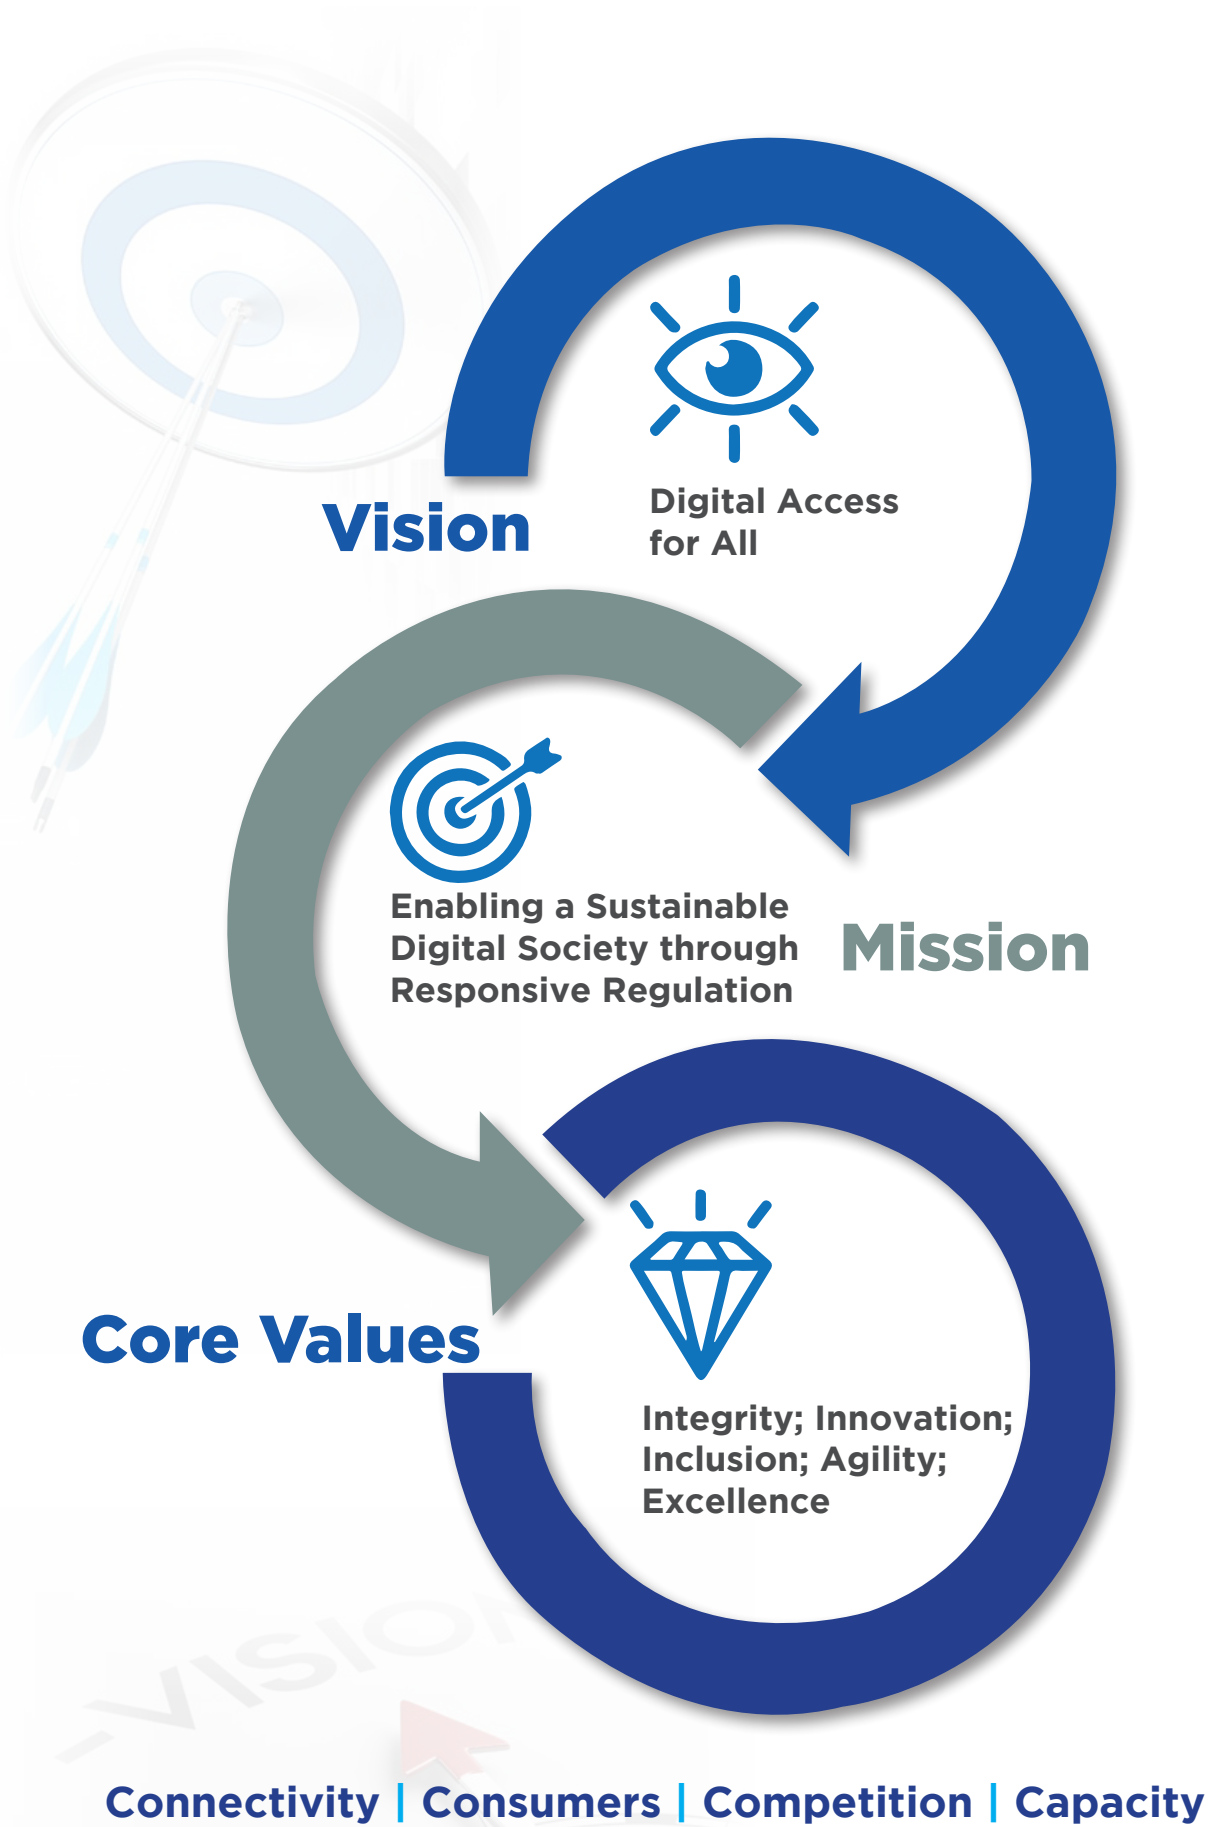 Vision
Digital Access
for All
Enabling a Sustainable
Digital Society through
Responsive Regulation
Mission
Core Values
Integrity; Innovation;
Inclusion; Agility;
Excellence
VISION
Connectivity | Consumers | Competition | Capacity